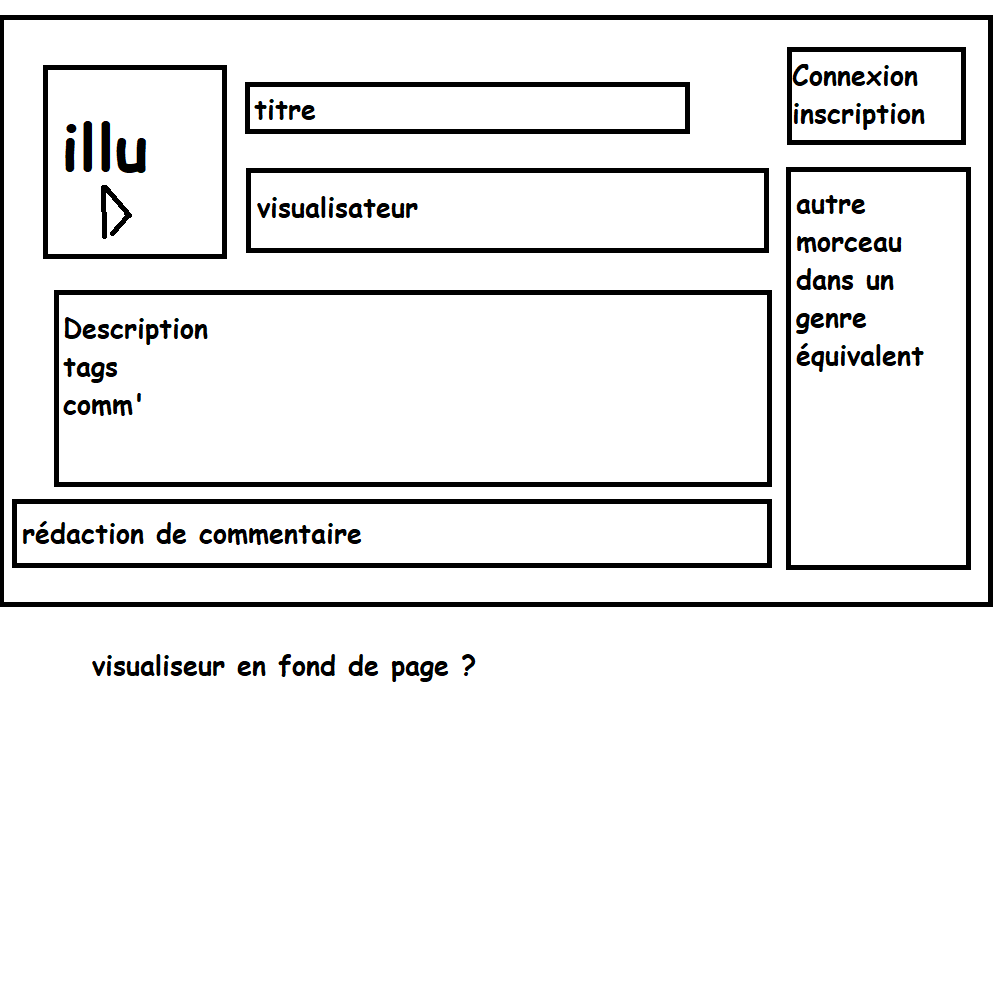 illu
titre
Connexion
inscription
visualisateur
autre
morceau
dans un
genre
équivalent
Description
tags
comm'
rédaction de commentaire
visualiseur en fond de page ?